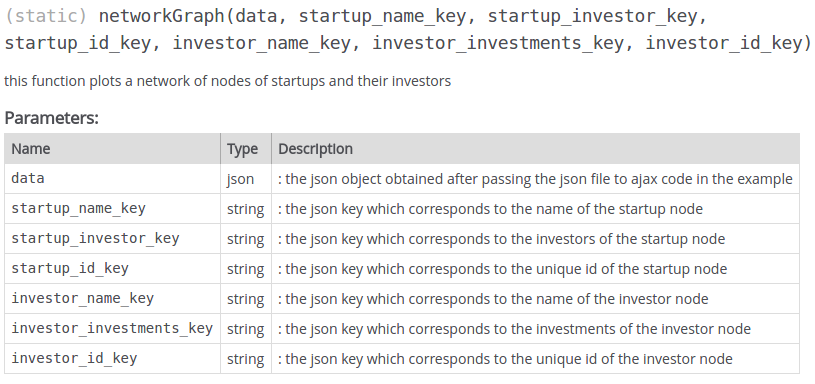 (static) networkGraph(data, startup_name_key, startup_investor_key,
startup_id_key, investor_name_key, investor_investments_key, investor_id_key)
this function plots a network of nodes of startups and their investors
Parameters:
Name Type Description
data json : the json object obtained after passing the json file to ajax code in the example
startup_name_key string : the json key which corresponds to the name of the startup node
startup_investor_key string : the json key which corresponds to the investors of the startup node
startup_id_key string : the json key which corresponds to the unique id of the startup node
investor_name_key string : the json key which corresponds to the name of the investor node
investor_investments_key string : the json key which corresponds to the investments of the investor node
investor_id_key string : the json key which corresponds to the unique id of the investor node